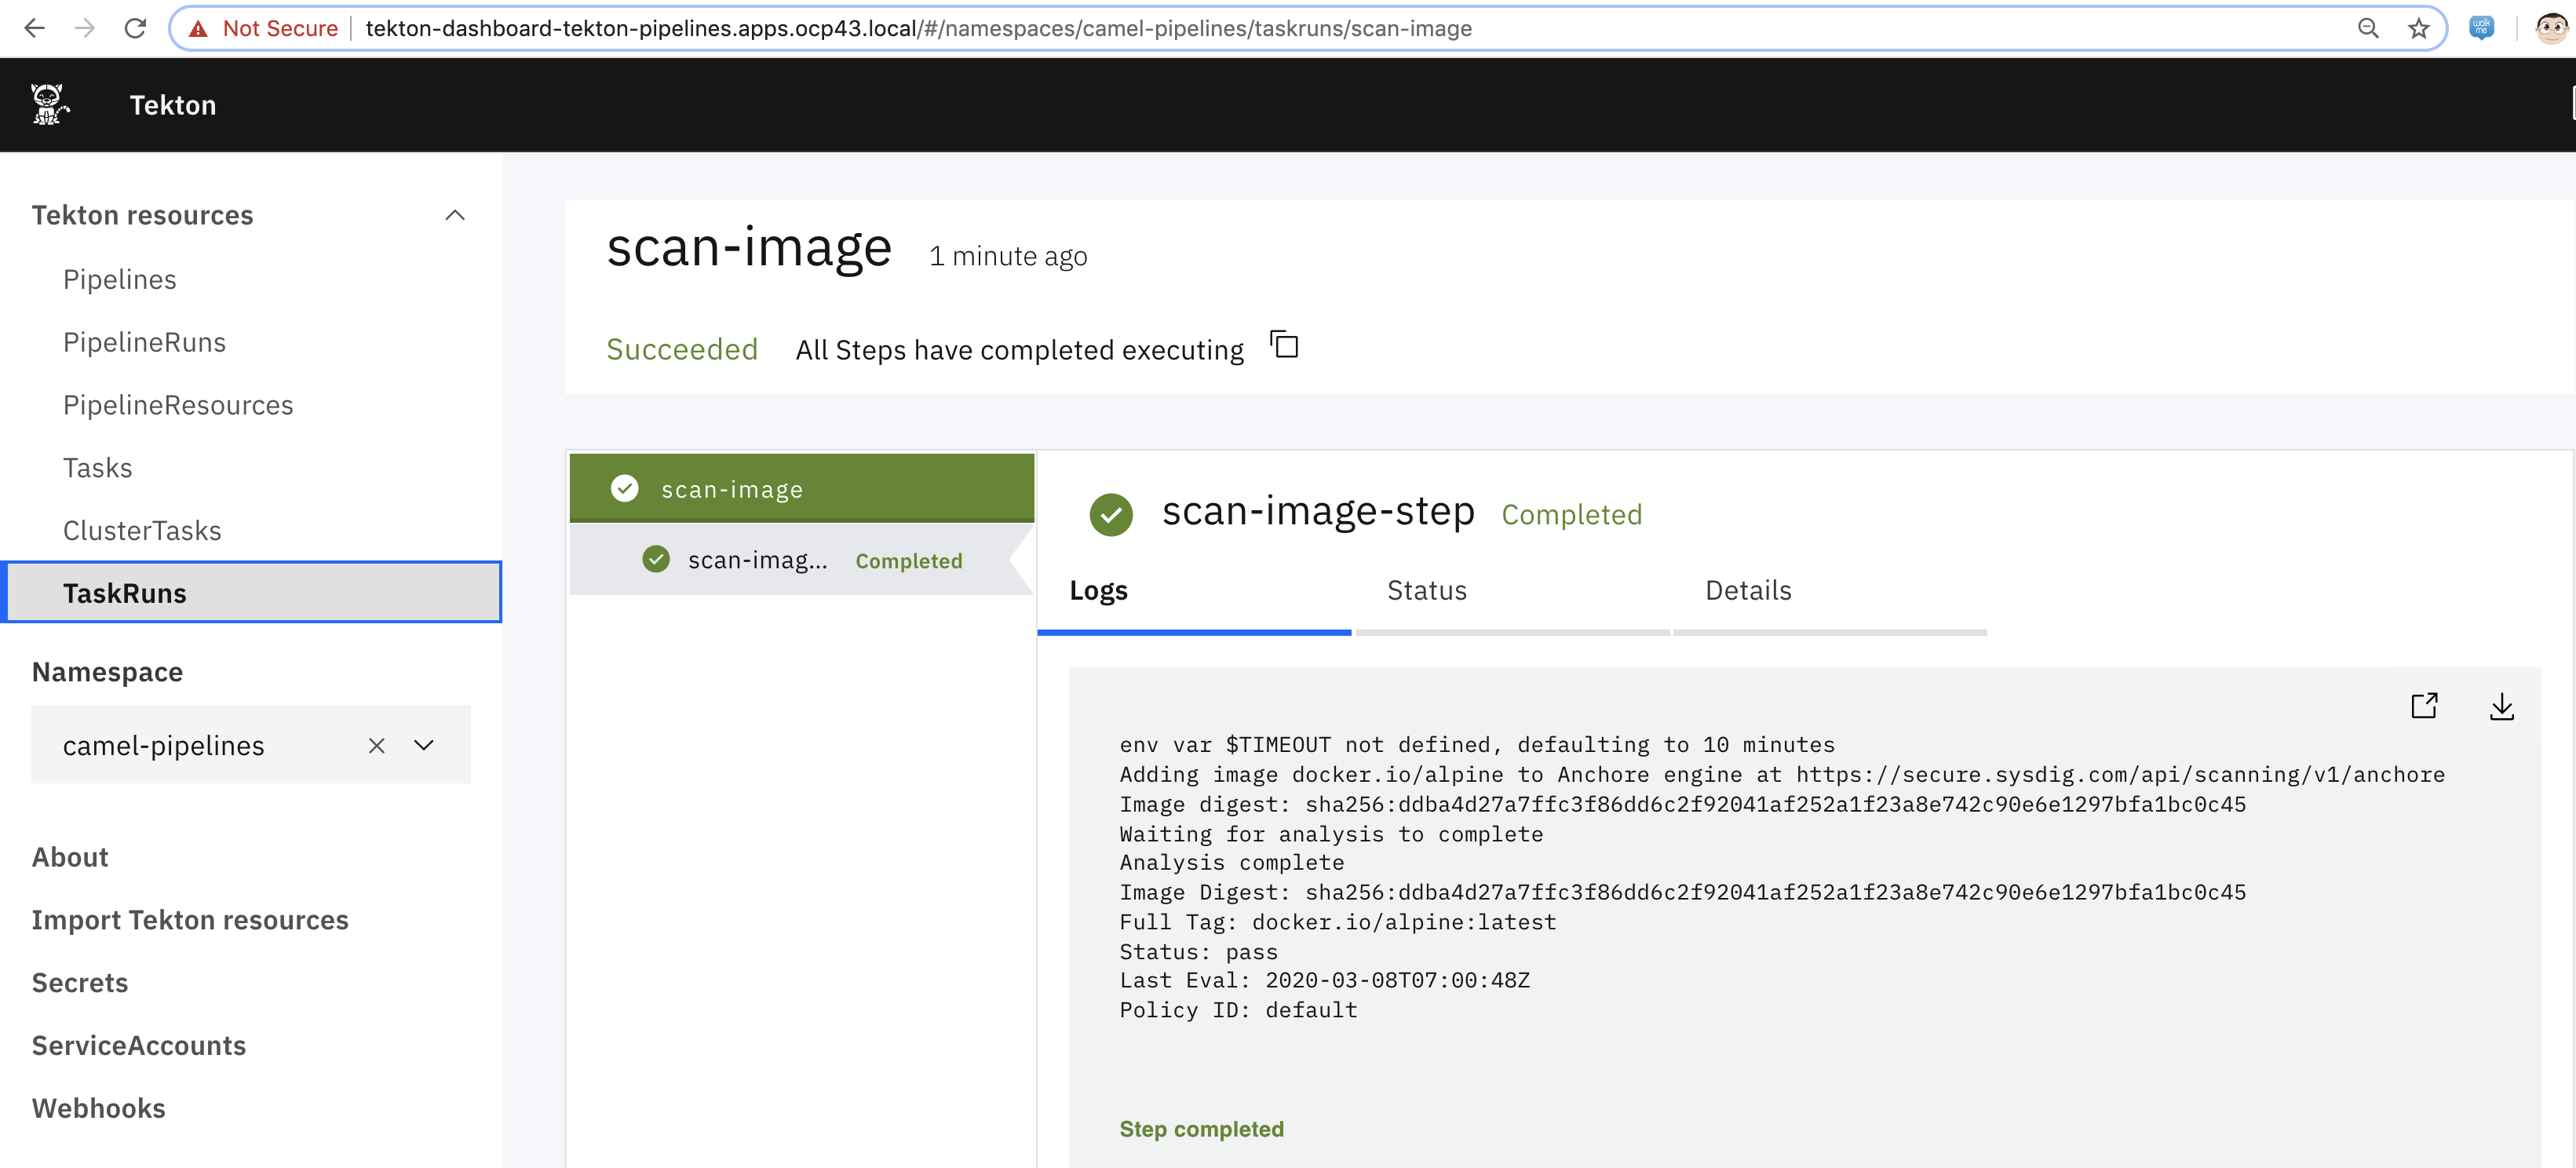 Not Secure tekton-dashboard-tekton-pipelines.apps.ocp43.local/#/namespaces/camel-pipelines/taskruns/scan-image
walk me
Tekton
Tekton resources
Pipelines
PipelineRuns
PipelineResources
Tasks
ClusterTasks
TaskRuns
Namespace
camel-pipelines
About
Import Tekton resources
Secrets
ServiceAccounts
Webhooks
scan-image 1 minute ago
Succeeded All Steps have completed executing
scan-image
scan-imag... Completed
scan-image-step Completed
Logs Status Details
env var $TIMEOUT not defined, defaulting to 10 minutes
Adding image docker.io/alpine to Anchore engine at https://secure.sysdig.com/api/scanning/v1/anchore
Image digest: sha256:ddba4d27a7ffc3f86dd6c2f92041af252a1f23a8e742c90e6e1297bfa1bc0c45
Waiting for analysis to complete
Analysis complete
Image Digest: sha256:ddba4d27a7ffc3f86dd6c2f92041af252a1f23a8e742c90e6e1297bfa1bc0c45
Full Tag: docker.io/alpine:latest
Status: pass
Last Eval: 2020-03-08T07:00:48Z
Policy ID: default
Step completed